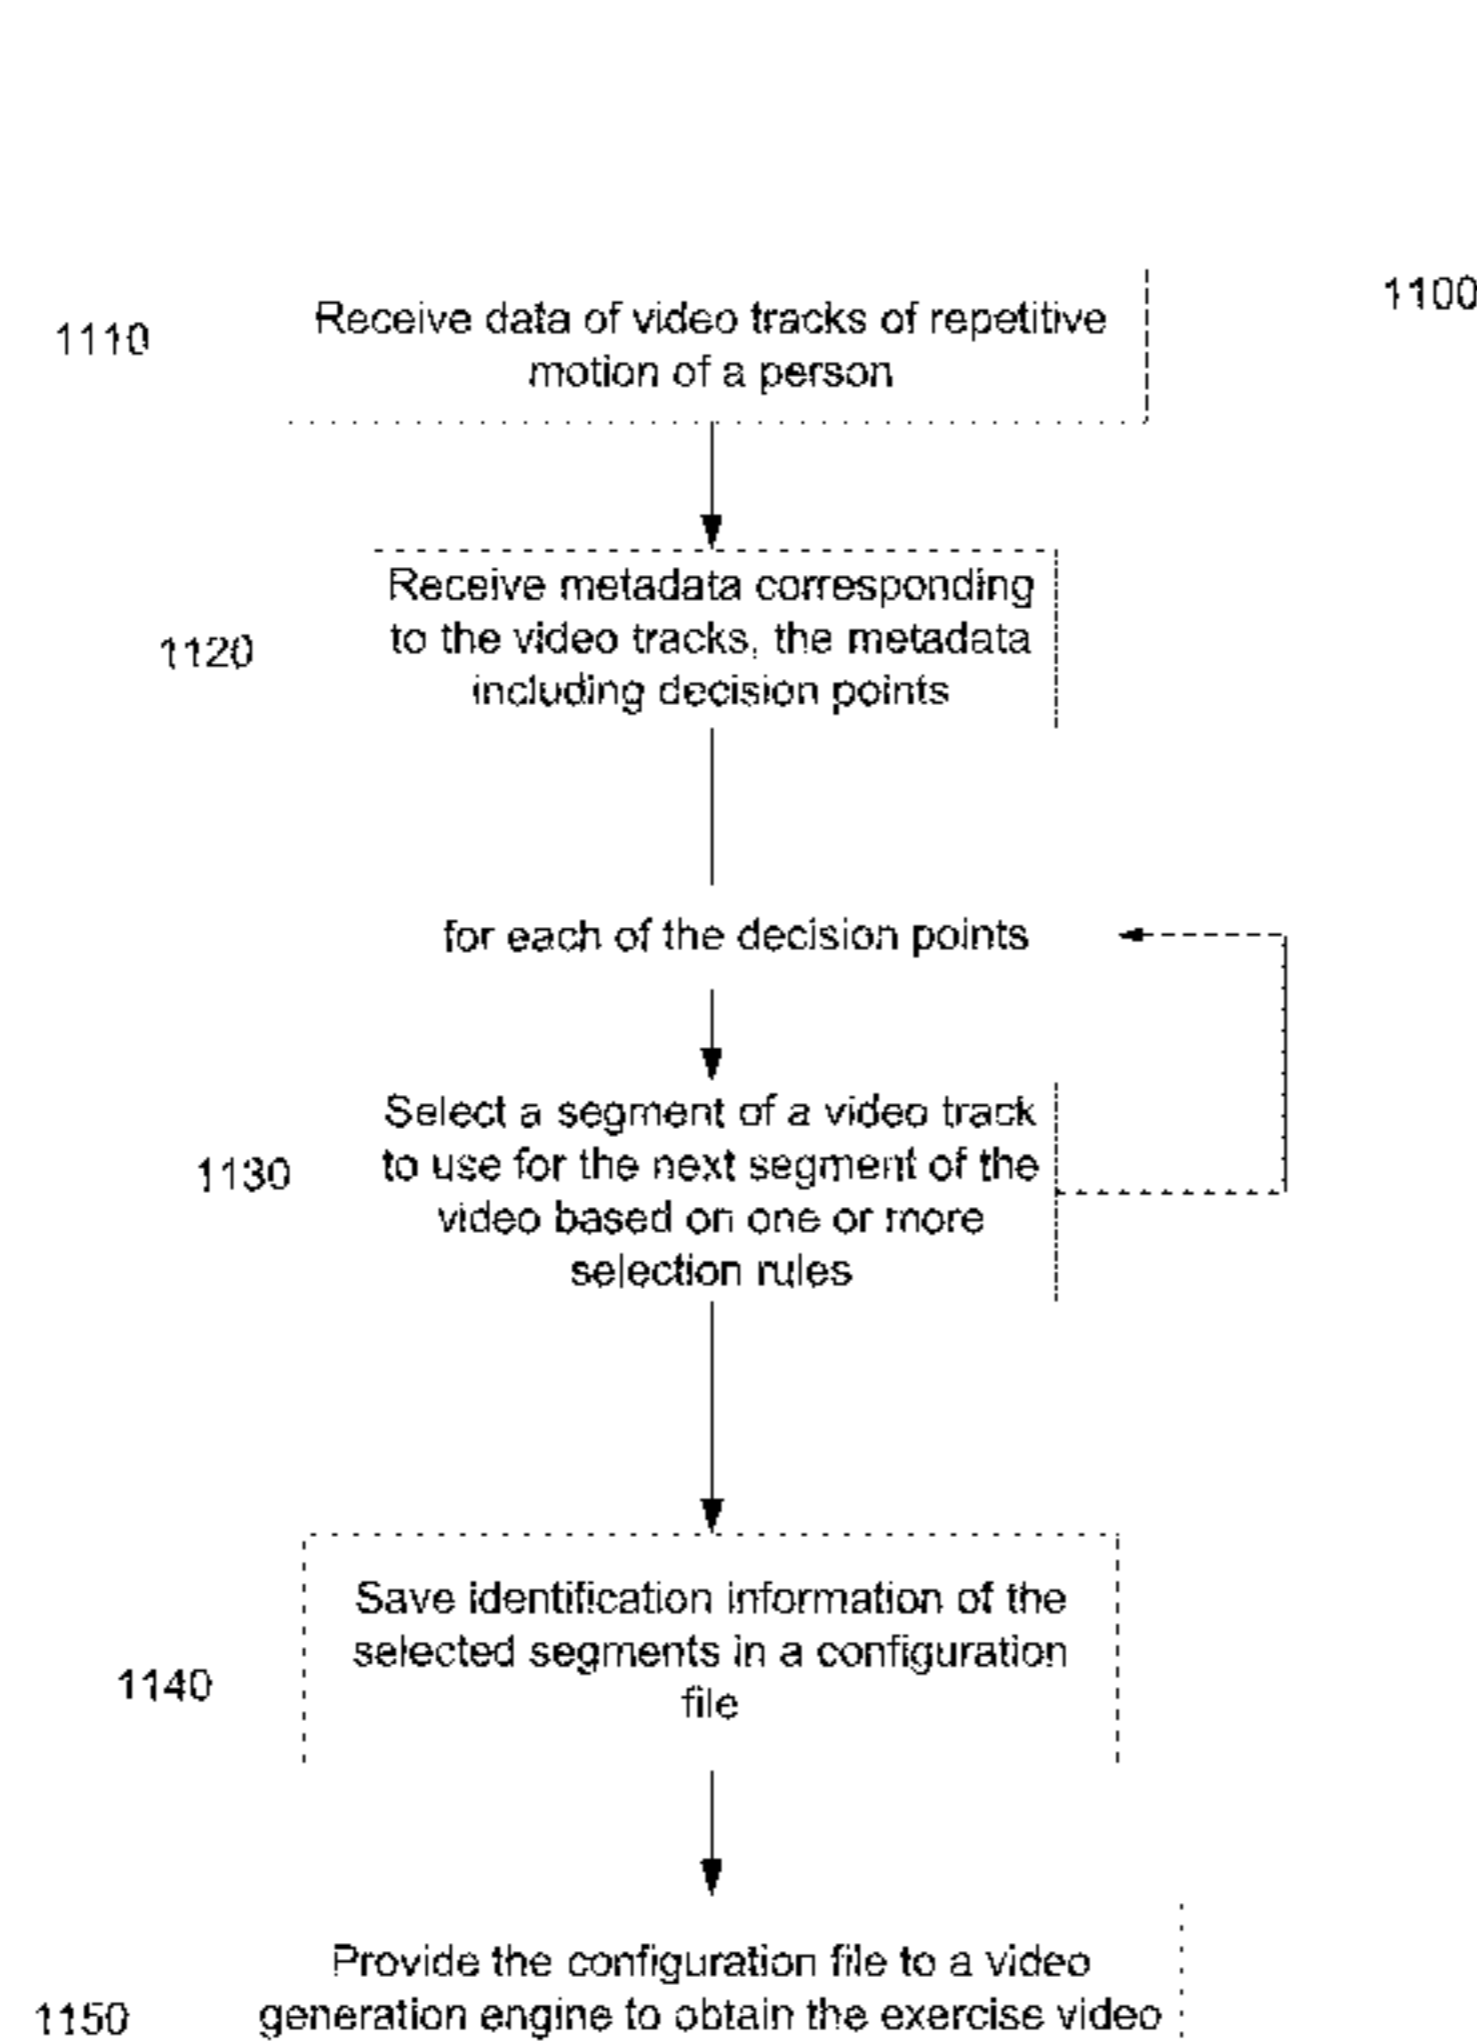 1100
1110
Receive data of video tracks of repetitive
motion of a person
1120
Receive metadata corresponding
to the video tracks, the metadata
including decision points
for each of the decision points
1130
Select a segment of a video track
to use for the next segment of the
video based on one or more
selection rules
1140
Save identification information of the
selected segments in a configuration
file
1150
Provide the configuration file to a video
generation engine to obtain the exercise video